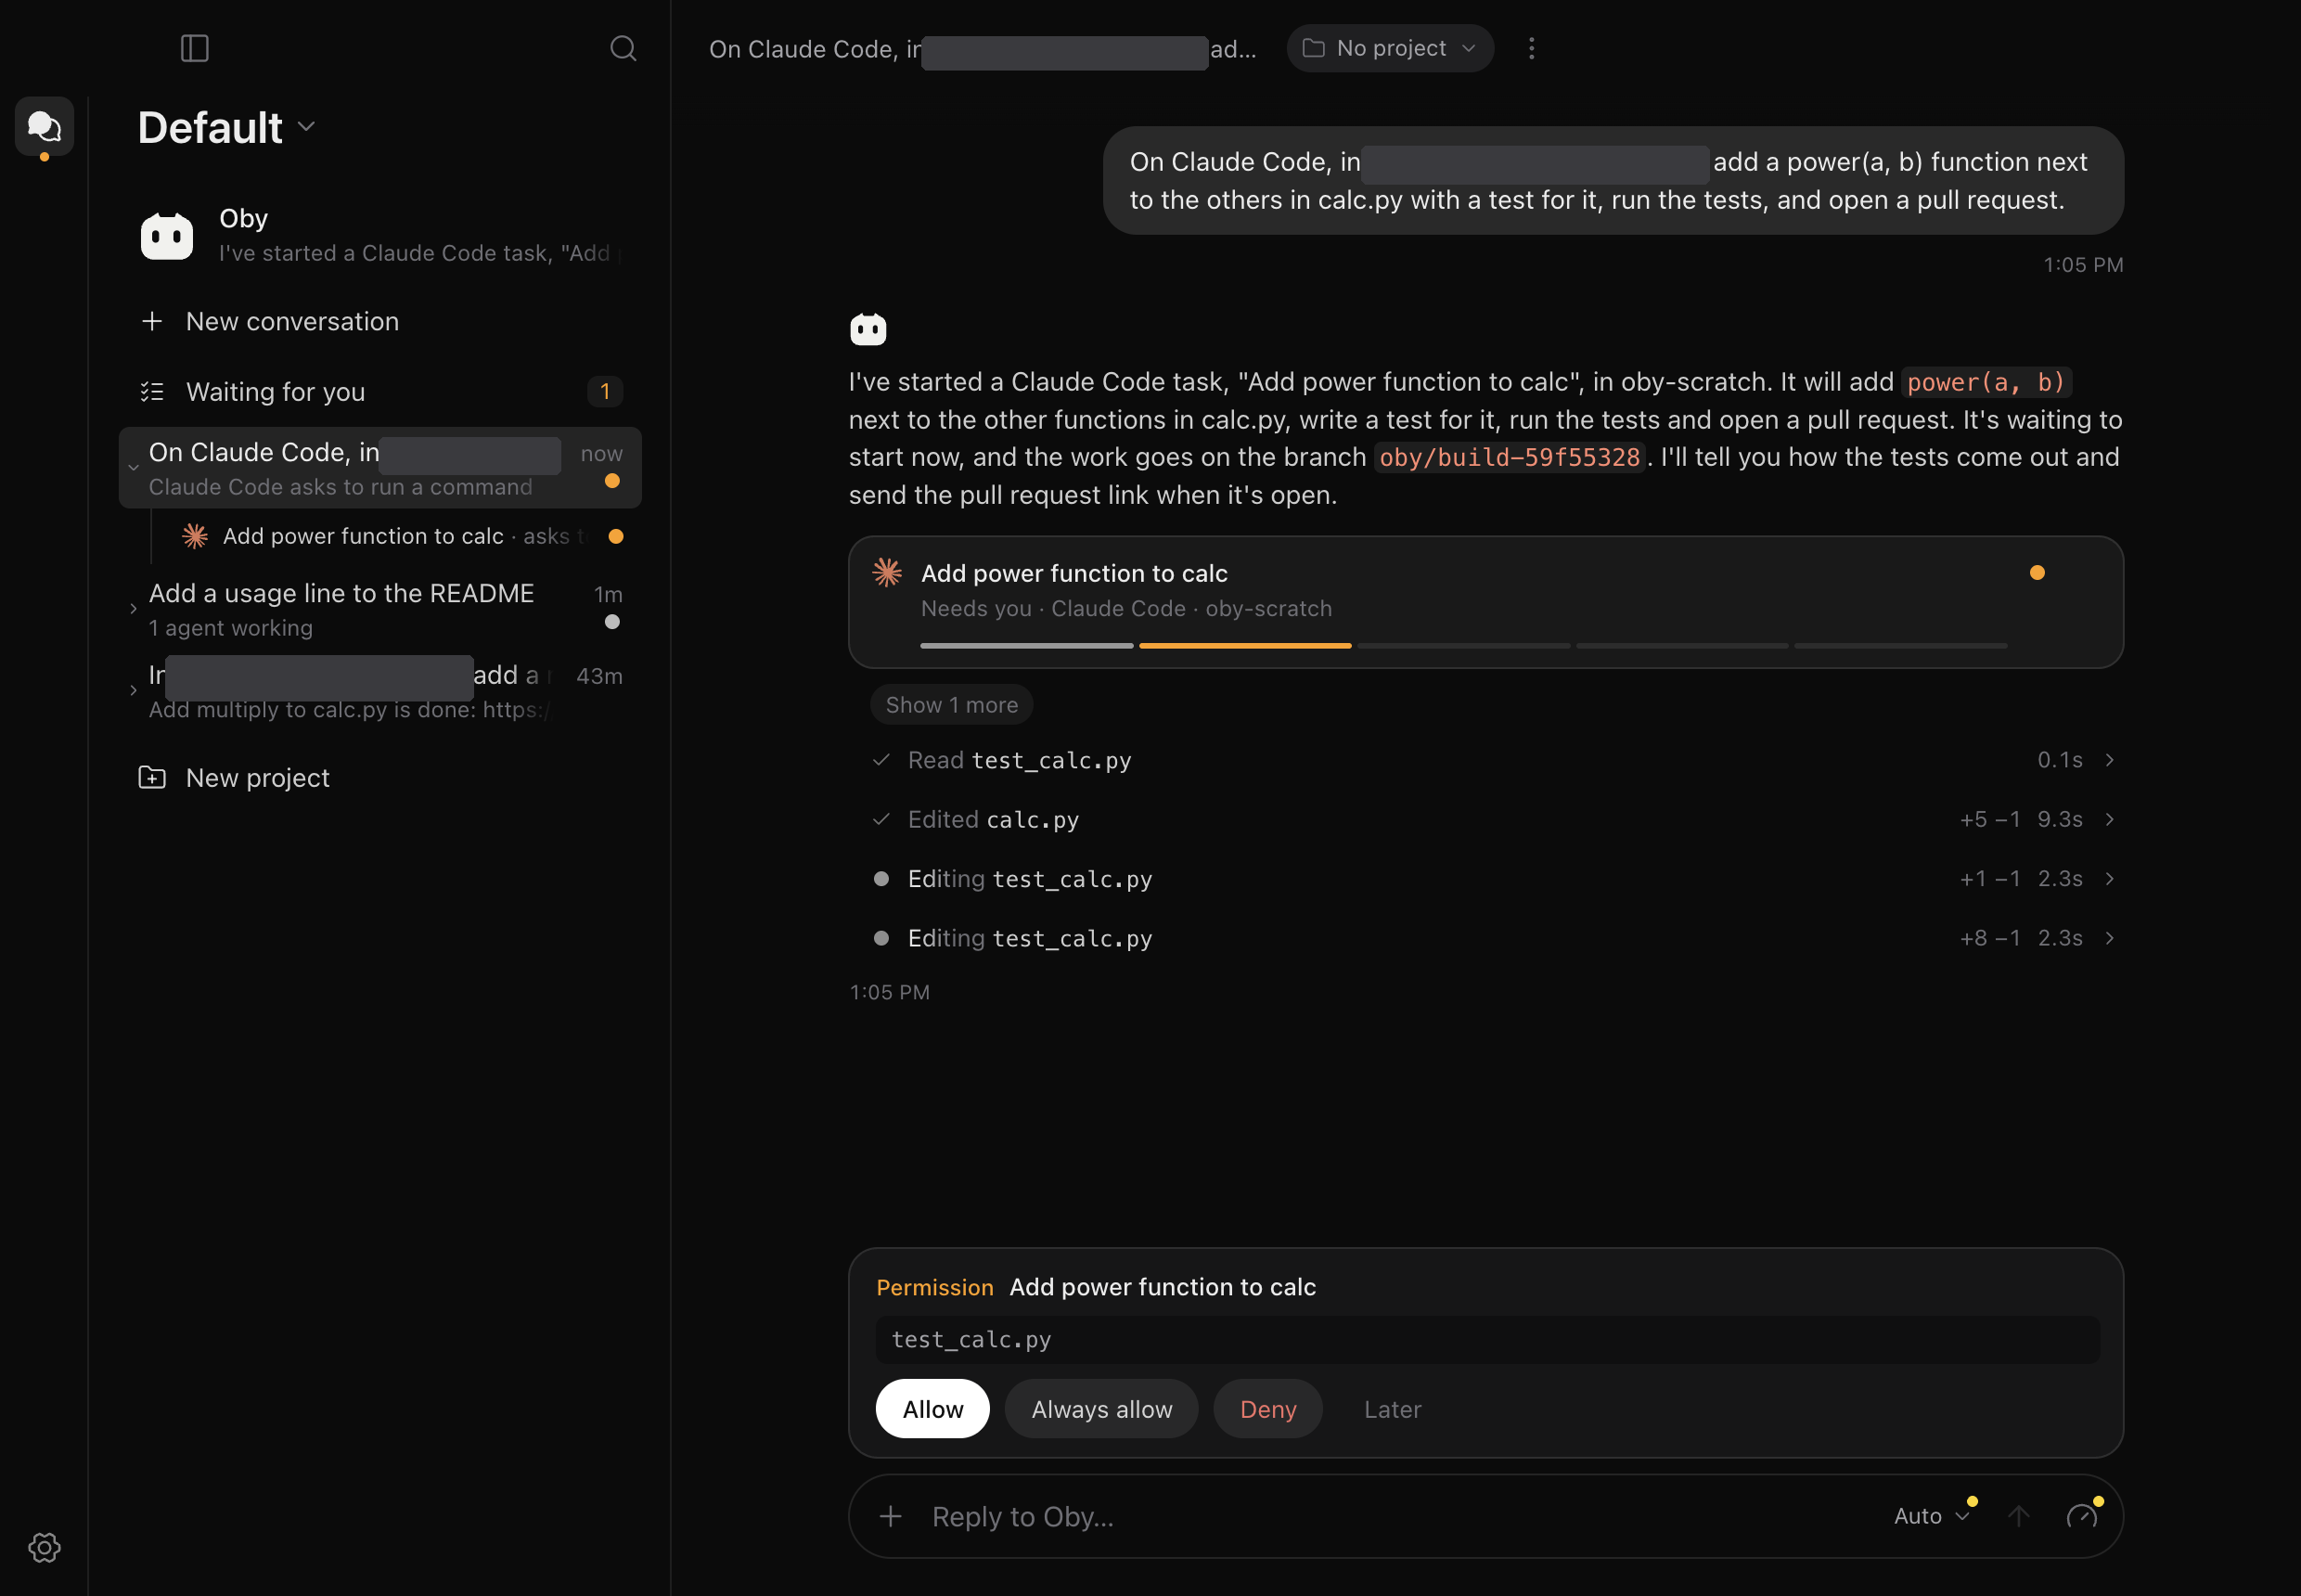 Default
Oby
I've started a Claude Code task, "Add
New conversation
Waiting for you 1
On Claude Code, in now
Claude Code asks to run a command
Add power function to calc · asks
Add a usage line to the README 1m
1 agent working
In add a 43m
Add multiply to calc.py is done: https:/
New project
On Claude Code, in ad... No project
On Claude Code, in add a power(a, b) function next
to the others in calc.py with a test for it, run the tests, and open a pull request.
1:05 PM
I've started a Claude Code task, "Add power function to calc", in oby-scratch. It will add power(a, b)
next to the other functions in calc.py, write a test for it, run the tests and open a pull request. It's waiting to
start now, and the work goes on the branch oby/build-59f55328. I'll tell you how the tests come out and
send the pull request link when it's open.
Add power function to calc
Needs you · Claude Code · oby-scratch
Show 1 more
Read test_calc.py 0.1s
Edited calc.py +5 −1 9.3s
Editing test_calc.py +1 −1 2.3s
Editing test_calc.py +8 −1 2.3s
1:05 PM
Permission Add power function to calc
test_calc.py
Allow Always allow Deny Later
Reply to Oby... Auto